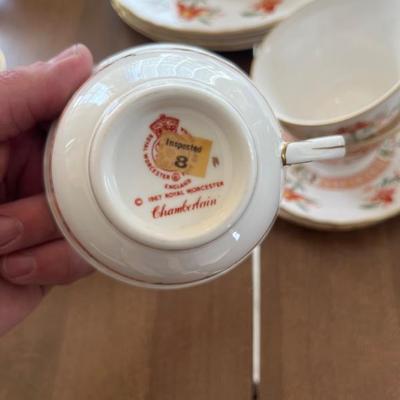 Inspected
8
ROYAL WORCESTER
ENGLAND
© 1967 ROYAL WORCESTER
Chamberlain